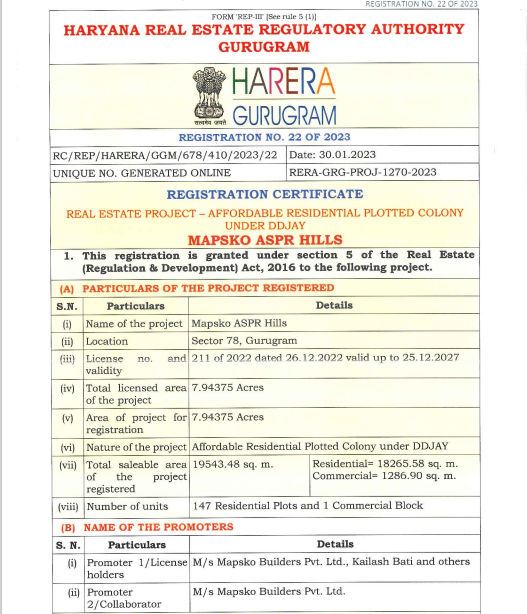 REGISTRATION NO. 22 OF 2023
FORM 'REP-III' [See rule 5 (1)]
HARYANA REAL ESTATE REGULATORY AUTHORITY
GURUGRAM
HARERA
GURUGRAM
सत्यमेव जयते
REGISTRATION NO. 22 OF 2023
RC/REP/HARERA/GGM/678/410/2023/22 Date: 30.01.2023
UNIQUE NO. GENERATED ONLINE RERA-GRG-PROJ-1270-2023
REGISTRATION CERTIFICATE
REAL ESTATE PROJECT – AFFORDABLE RESIDENTIAL PLOTTED COLONY
UNDER DDJAY
MAPSKO ASPR HILLS
1. This registration is granted under section 5 of the Real Estate
(Regulation & Development) Act, 2016 to the following project.
(A) PARTICULARS OF THE PROJECT REGISTERED
S.N. Particulars Details
(i) Name of the project Mapsko ASPR Hills
(ii) Location Sector 78, Gurugram
(iii) License no. and 211 of 2022 dated 26.12.2022 valid up to 25.12.2027
validity
(iv) Total licensed area 7.94375 Acres
of the project
(v) Area of project for 7.94375 Acres
registration
(vi) Nature of the project Affordable Residential Plotted Colony under DDJAY
(vii) Total saleable area 19543.48 sq. m. Residential= 18265.58 sq. m.
of the project Commercial= 1286.90 sq. m.
registered
(viii) Number of units 147 Residential Plots and 1 Commercial Block
(B) NAME OF THE PROMOTERS
S. N. Particulars Details
(i) Promoter 1/License M/s Mapsko Builders Pvt. Ltd., Kailash Bati and others
holders
(ii) Promoter M/s Mapsko Builders Pvt. Ltd.
2/Collaborator